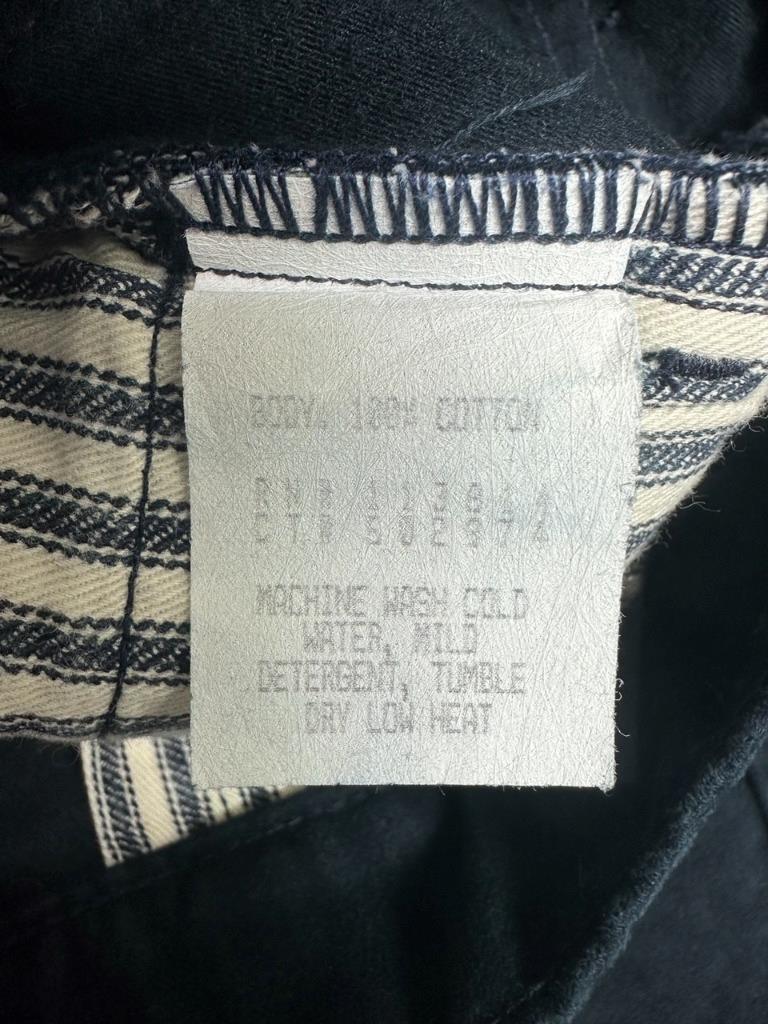 BODY: 100% COTTON
MACHINE WASH COLD
WATER, MILD
DETERGENT, TUMBLE
DRY LOW HEAT